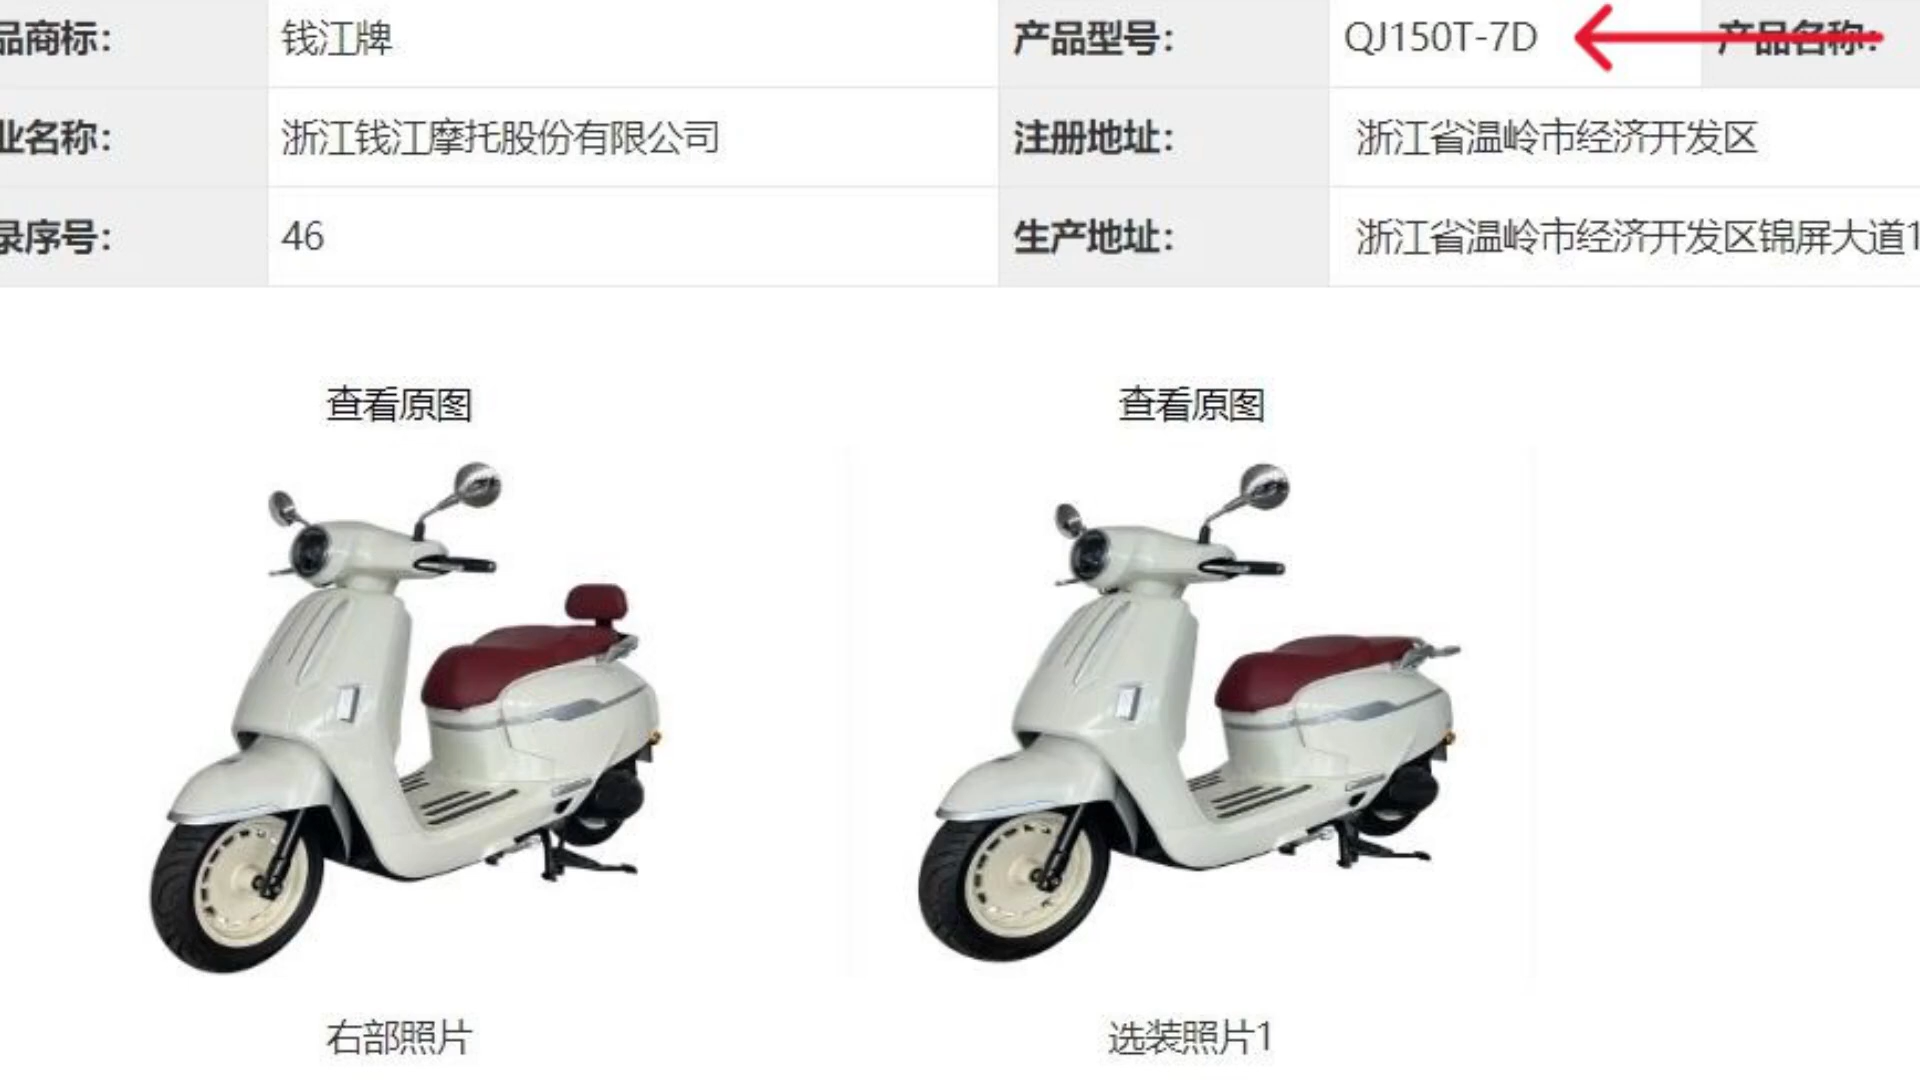 品商标： 钱江牌 产品型号： QJ150T-7D 产品名称：
业名称： 浙江钱江摩托股份有限公司 注册地址： 浙江省温岭市经济开发区
录序号： 46 生产地址： 浙江省温岭市经济开发区锦屏大道1
查看原图 查看原图
右部照片 选装照片1